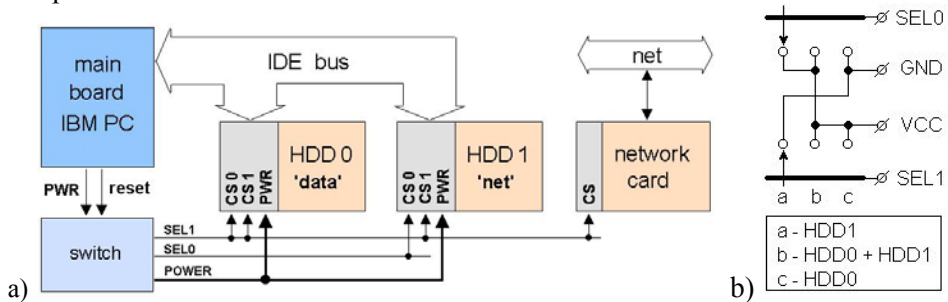 main
board
IBM PC
IDE bus
net
HDD 0
'data'
CS 0
CS 1
PWR
HDD 1
'net'
CS 0
CS 1
PWR
network
card
CS
PWR
reset
switch
SEL1
SEL0
POWER
a)
SEL0
GND
VCC
SEL1
a b c
a - HDD1
b - HDD0 + HDD1
c - HDD0
b)